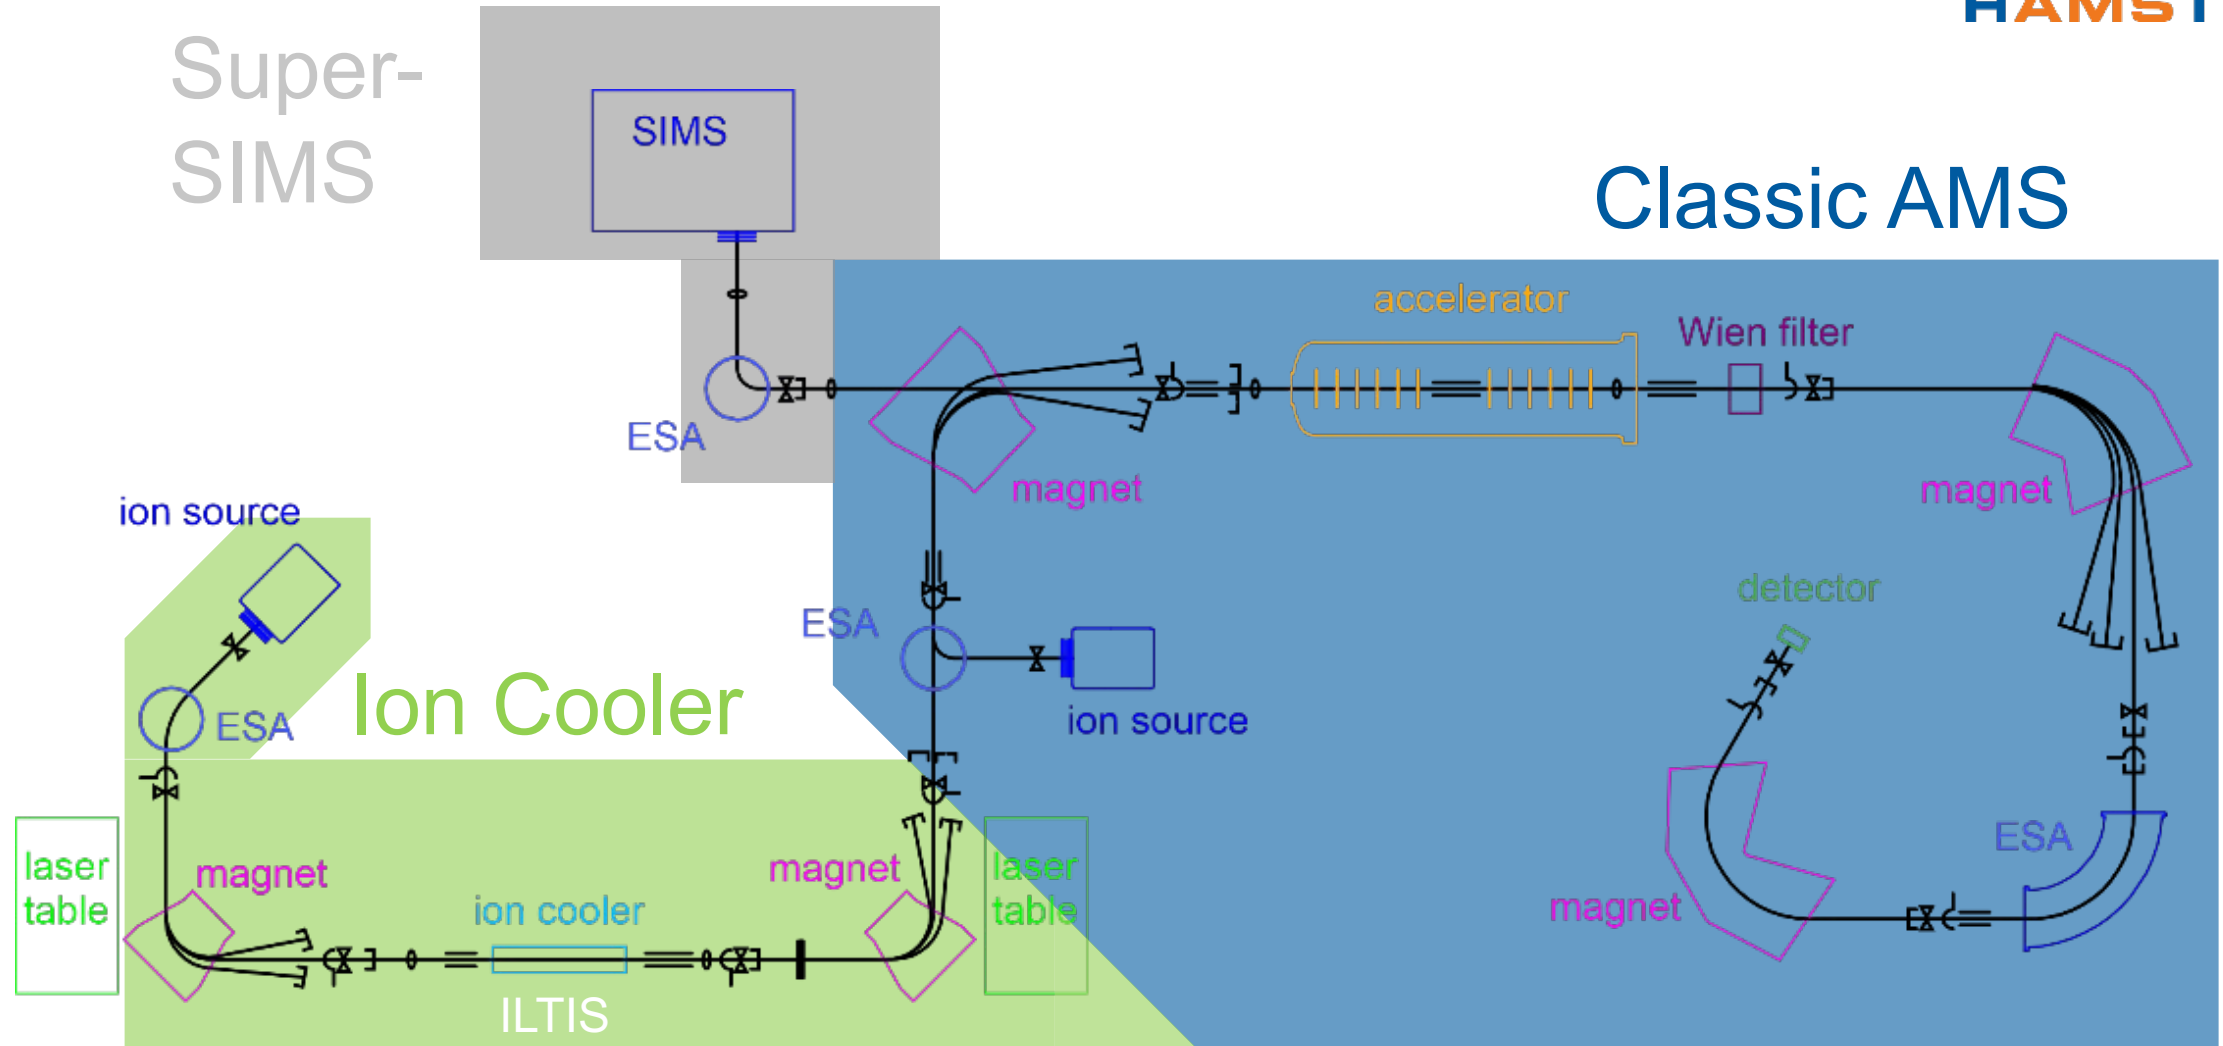 HAMST
Super-
SIMS
SIMS
Classic AMS
accelerator
Wien filter
ESA
magnet
magnet
ion source
detector
ESA
Ion Cooler
ESA
ion source
ESA
laser
table
magnet
magnet
laser
table
ion cooler
magnet
ILTIS